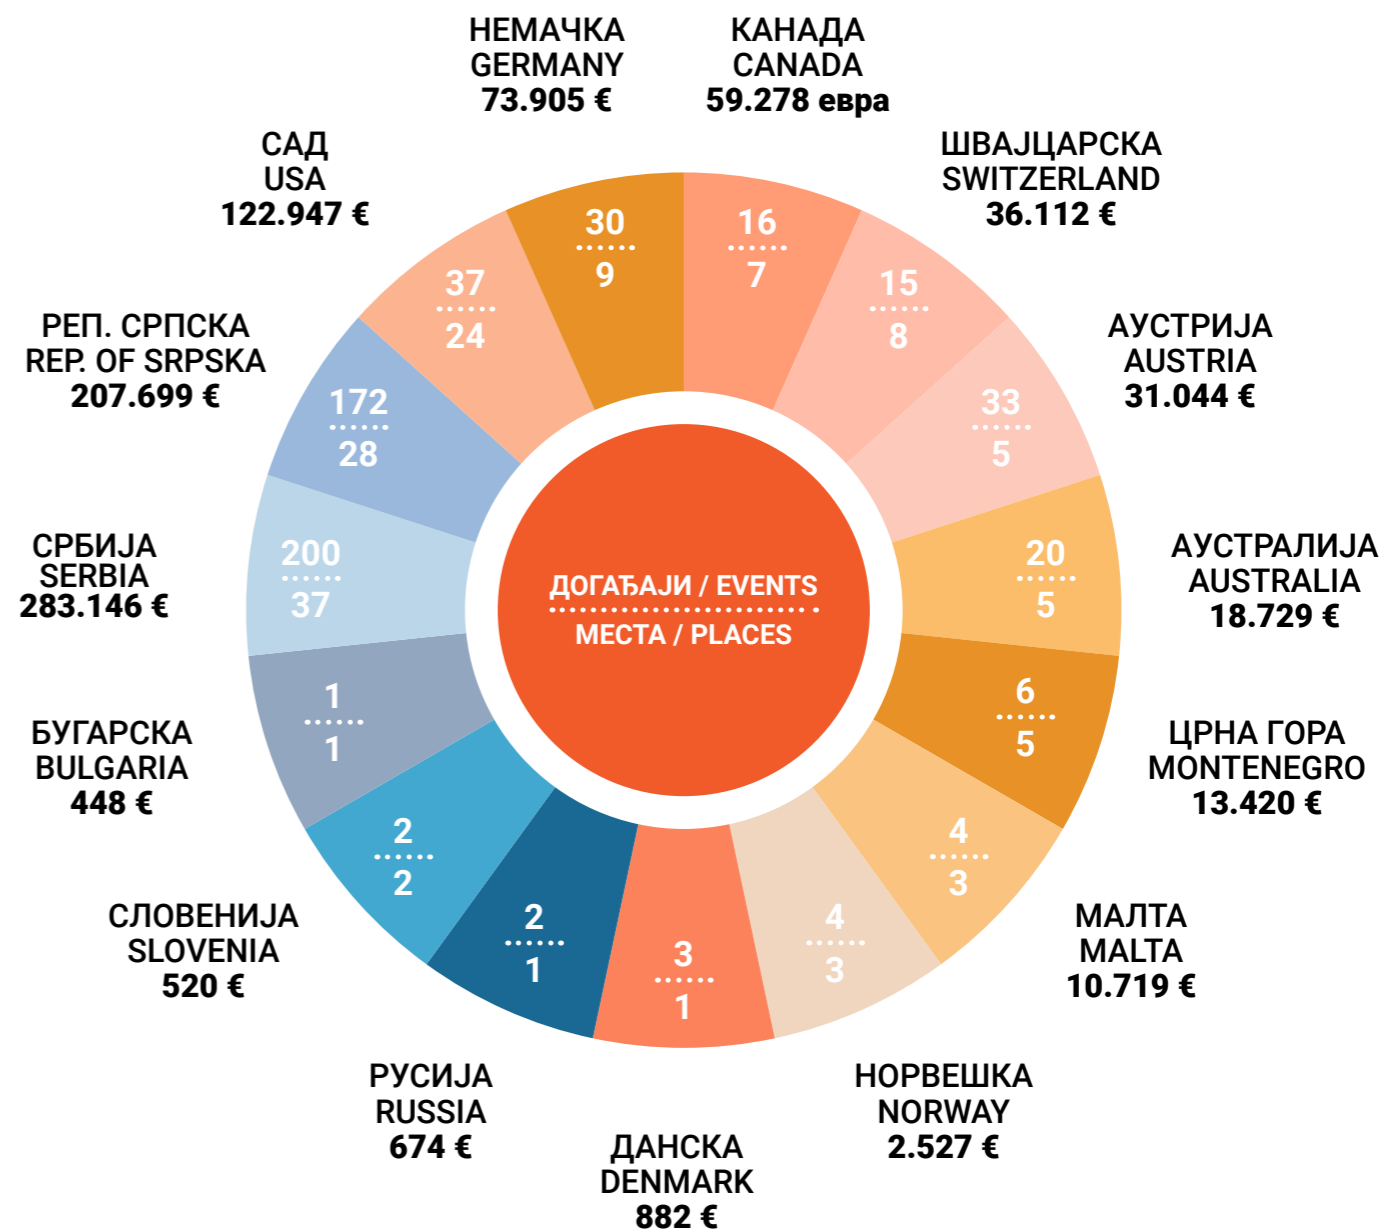 НЕМАЧКА
GERMANY
73.905 €
КАНАДА
CANADA
59.278 евра
САД
USA
122.947 €
ШВАЈЦАРСКА
SWITZERLAND
36.112 €
30
9
16
7
37
24
15
8
РЕП. СРПСКА
REP. OF SRPSKA
207.699 €
АУСТРИЈА
AUSTRIA
31.044 €
172
28
33
5
СРБИЈА
SERBIA
283.146 €
200
37
ДОГАЂАЈИ / EVENTS
МЕСТА / PLACES
20
5
АУСТРАЛИЈА
AUSTRALIA
18.729 €
БУГАРСКА
BULGARIA
448 €
1
1
6
5
ЦРНА ГОРА
MONTENEGRO
13.420 €
2
2
4
3
СЛОВЕНИЈА
SLOVENIA
520 €
2
1
3
1
4
3
МАЛТА
MALTA
10.719 €
РУСИЈА
RUSSIA
674 €
НОРВЕШКА
NORWAY
2.527 €
ДАНСКА
DENMARK
882 €